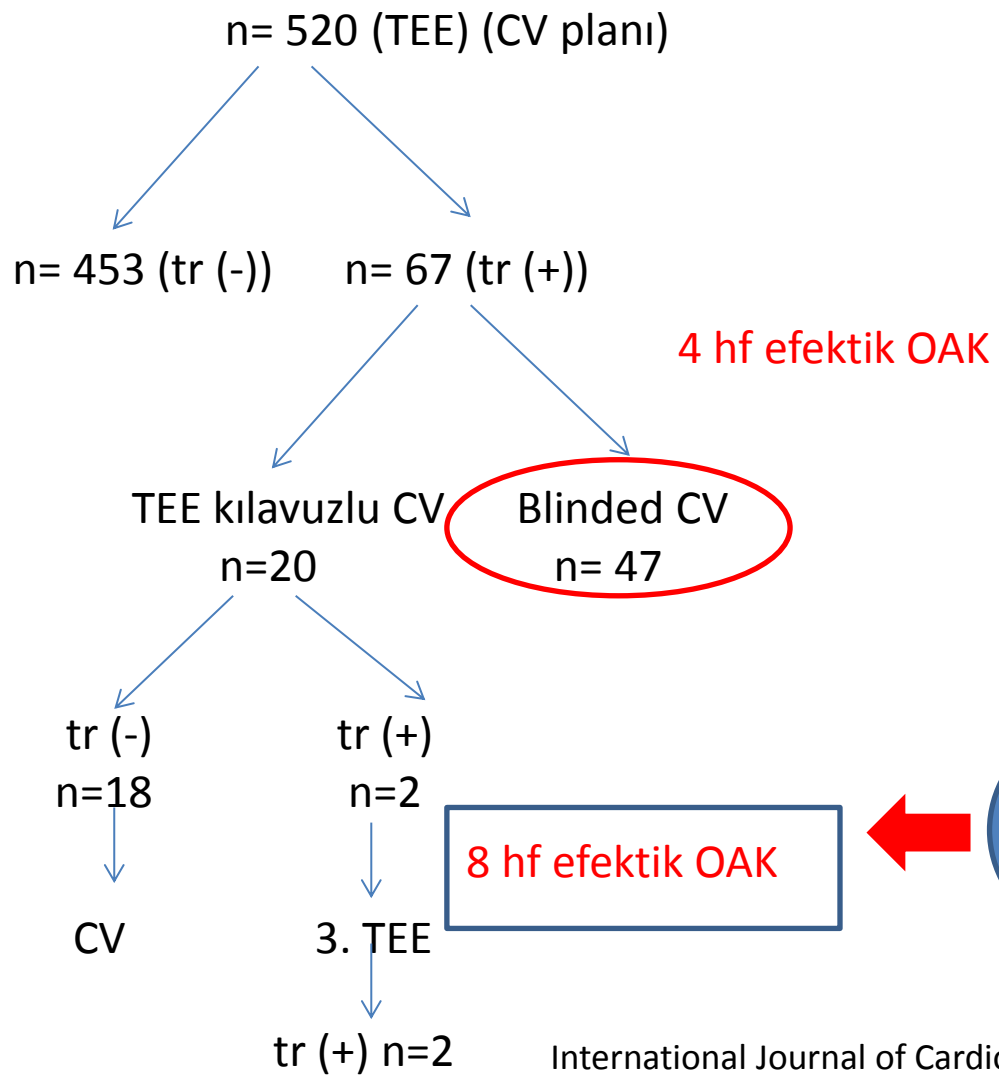 n= 520 (TEE) (CV planı)
n= 453 (tr (-))
n= 67 (tr (+))
4 hf efektik OAK
TEE kılavuzlu CV
n=20
Blinded CV
n= 47
tr (-)
n=18
tr (+)
n=2
8 hf efektik OAK
CV
3. TEE
tr (+) n=2
International Journal of